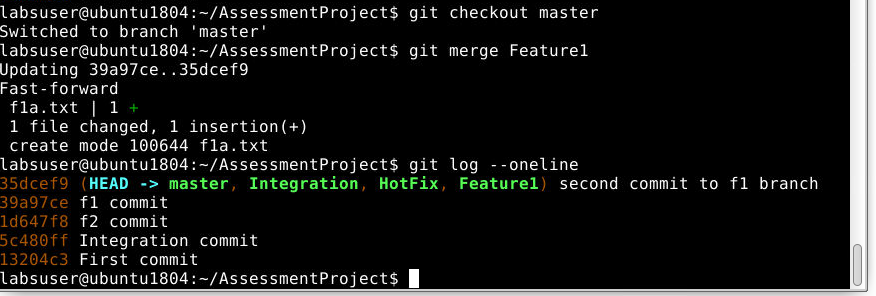 labsuser@ubuntu1804:~/AssessmentProject$ git checkout master
Switched to branch 'master'
labsuser@ubuntu1804:~/AssessmentProject$ git merge Feature1
Updating 39a97ce..35dcef9
Fast-forward
 f1a.txt | 1 +
 1 file changed, 1 insertion(+)
 create mode 100644 f1a.txt
labsuser@ubuntu1804:~/AssessmentProject$ git log --oneline
35dcef9 (HEAD -> master, Integration, HotFix, Feature1) second commit to f1 branch
39a97ce f1 commit
1d647f8 f2 commit
5c480ff Integration commit
13204c3 First commit
labsuser@ubuntu1804:~/AssessmentProject$